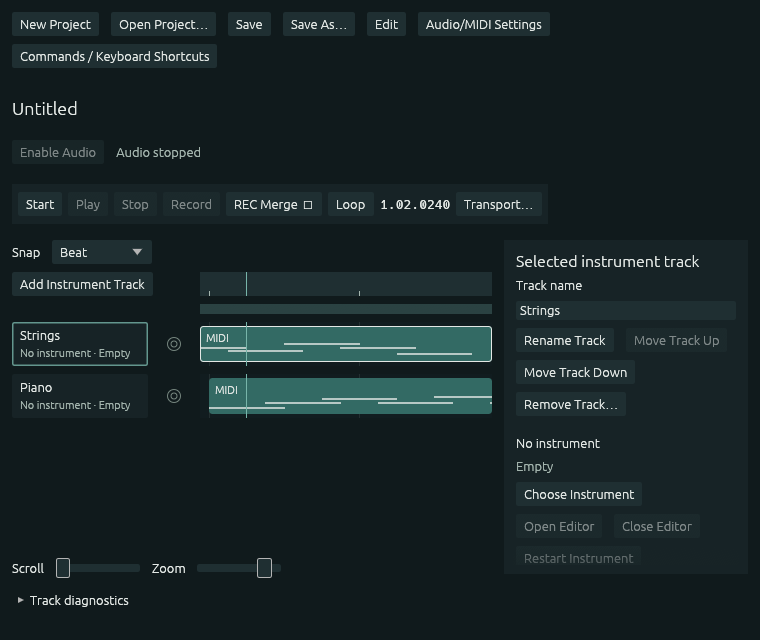 New Project Open Project... Save Save As... Edit Audio/MIDI Settings
Commands / Keyboard Shortcuts
Untitled
Enable Audio Audio stopped
Start Play Stop Record REC Merge Loop 1.02.0240 Transport...
Snap Beat
Add Instrument Track
Strings
No instrument · Empty
MIDI
Piano
No instrument · Empty
MIDI
Selected instrument track
Track name
Strings
Rename Track Move Track Up
Move Track Down
Remove Track...
No instrument
Empty
Choose Instrument
Open Editor Close Editor
Restart Instrument
Scroll Zoom
Track diagnostics